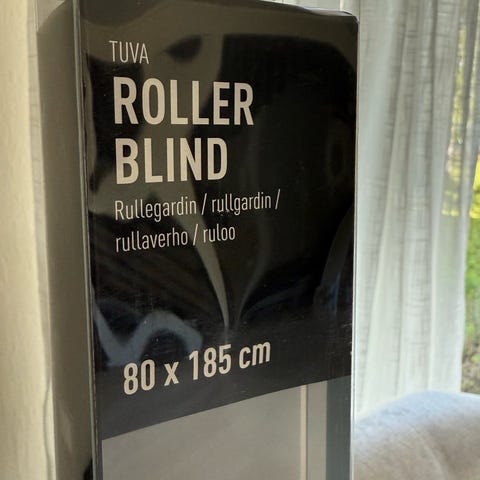 TUVA
ROLLER
BLIND
Rullegardin / rullgardin /
rullaverho / ruloo
80 x 185 cm